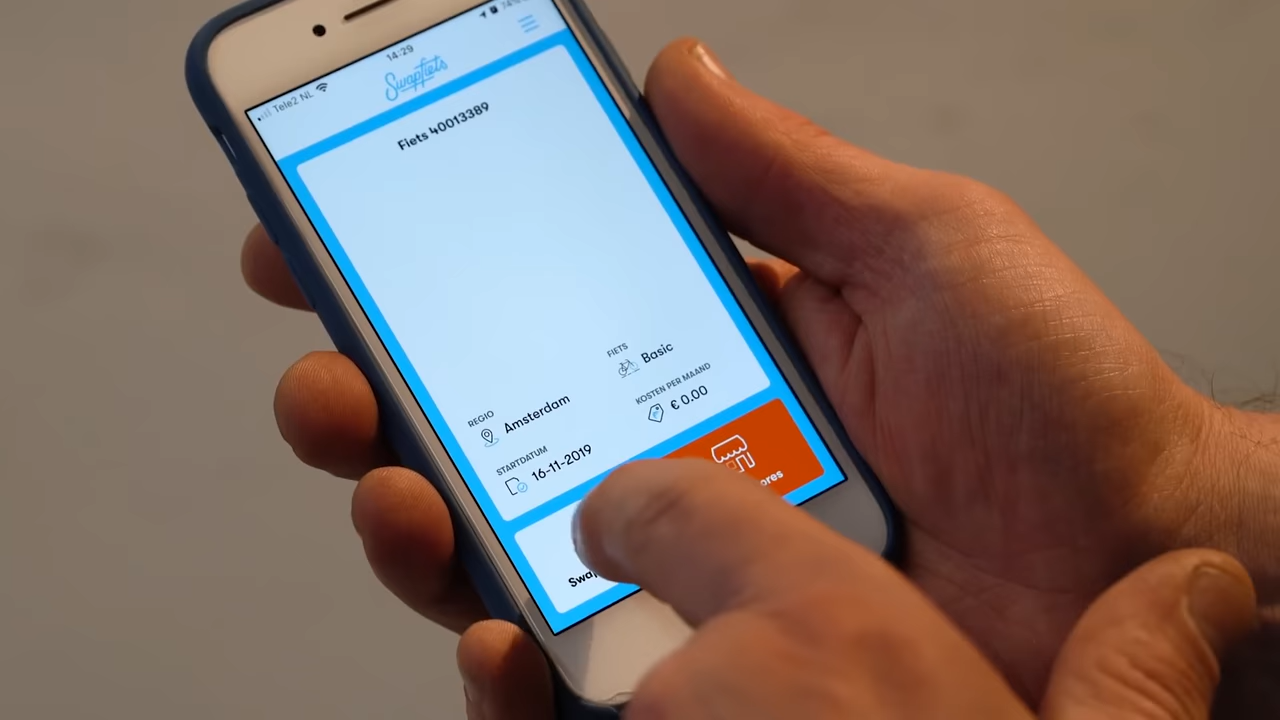 Tele2 NL
14:29
Swapfiets
Fiets 40013389
REGIO
Amsterdam
FIETS
Basic
STARTDATUM
16-11-2019
KOSTEN PER MAAND
€ 0.00